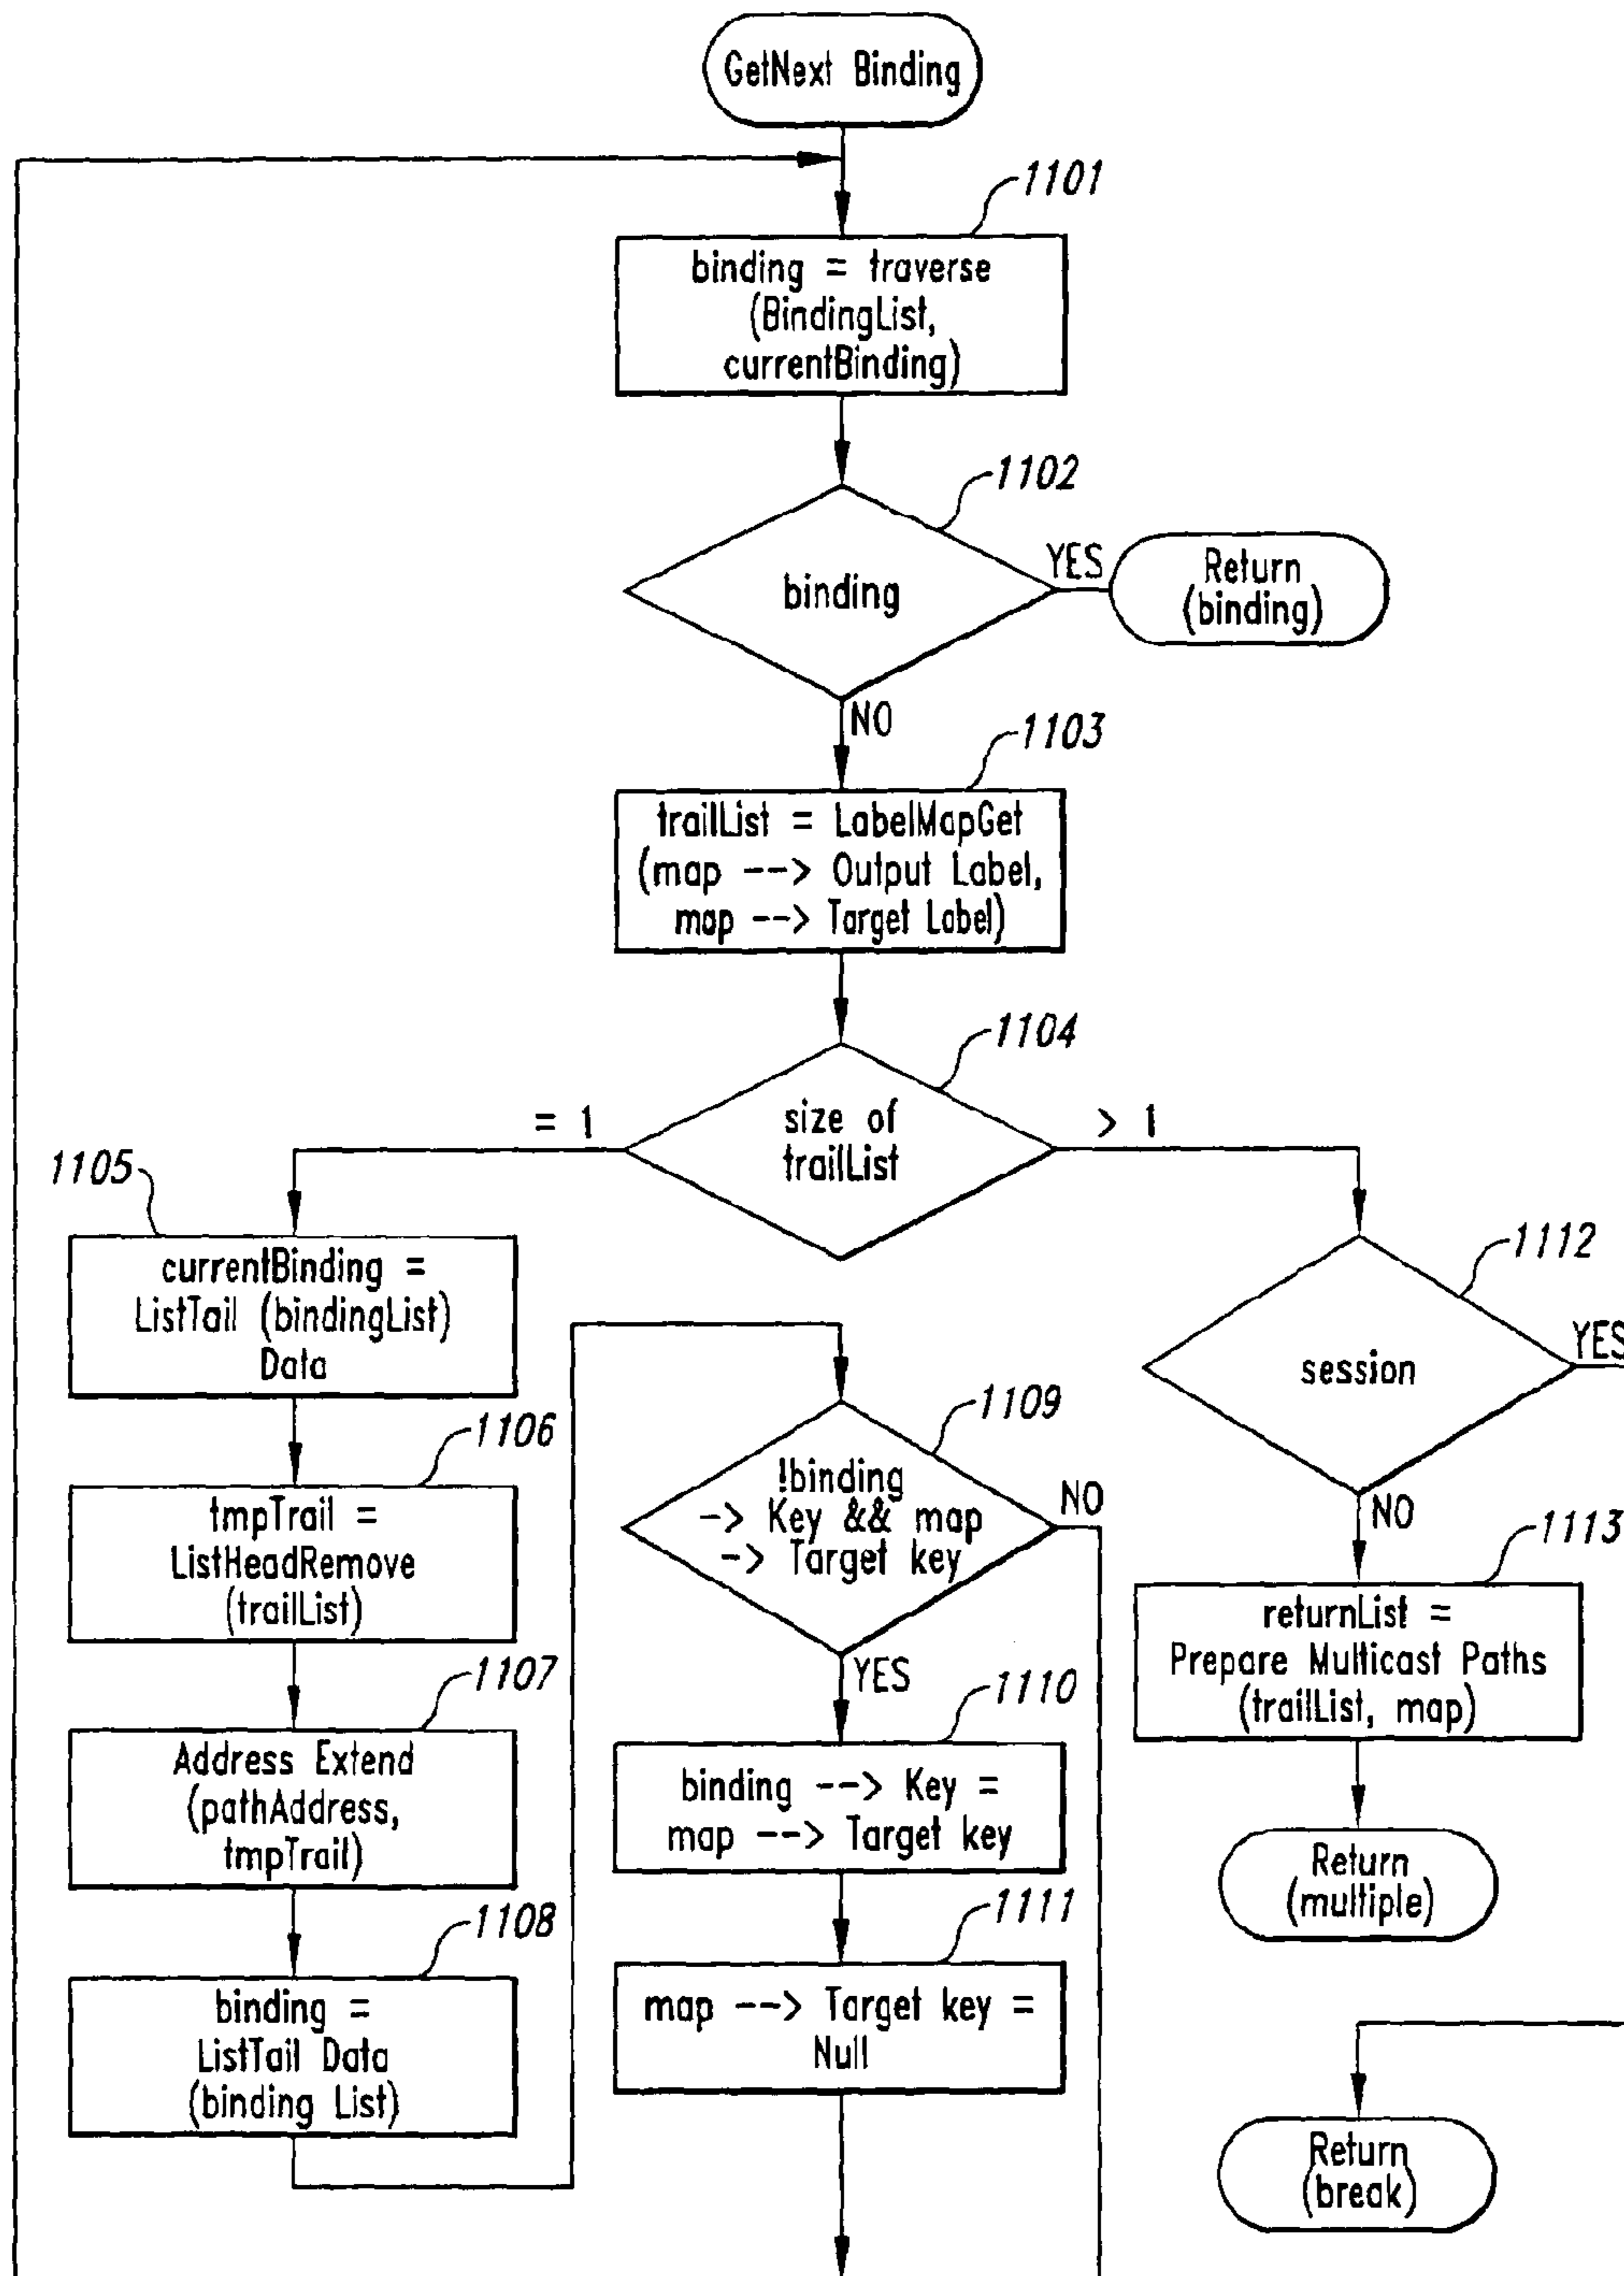 GetNext Binding
1101
binding = traverse
(BindingList,
currentBinding)
1102
binding
YES
Return
(binding)
NO
1103
trailList = LabelMapGet
(map --> Output Label,
map --> Target Label)
1104
size of
trailList
= 1
> 1
1105
currentBinding =
ListTail (bindingList)
Data
1106
tmpTrail =
ListHeadRemove
(trailList)
1107
Address Extend
(pathAddress,
tmpTrail)
1108
binding =
ListTail Data
(binding List)
1109
!binding
-> Key && map
-> Target key
NO
YES
1110
binding --> Key =
map --> Target key
1111
map --> Target key =
Null
1112
session
YES
NO
1113
returnList =
Prepare Multicast Paths
(trailList, map)
Return
(multiple)
Return
(break)